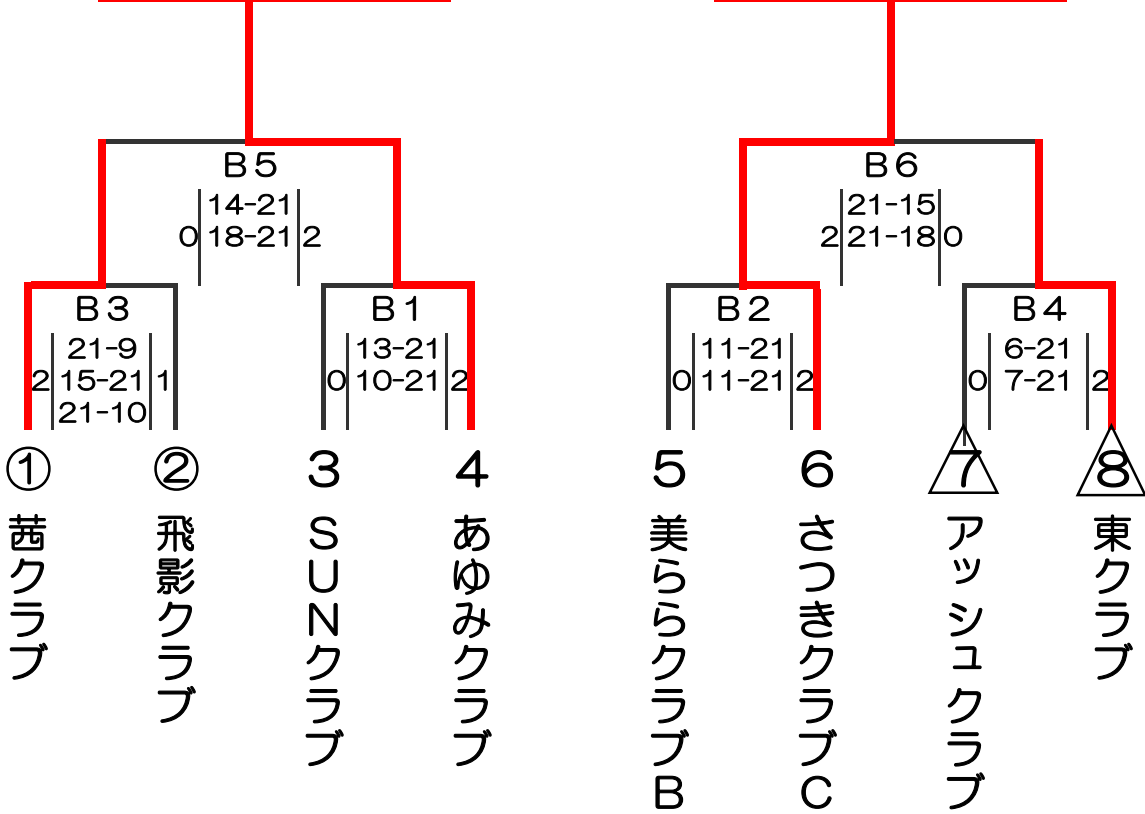 B5 B6
14-21 21-15
0 18-21 2 2 21-18 0
B3 B1 B2 B4
21-9 13-21 11-21 6-21
2 15-21 1 0 10-21 2 0 11-21 2 0 7-21 2
21-10
① ② 3 4 5 6 7 8
茜クラブ
飛影クラブ
SUNクラブ
あゆみクラブ
美ららクラブB
さつきクラブC
アッシュクラブ
東クラブ